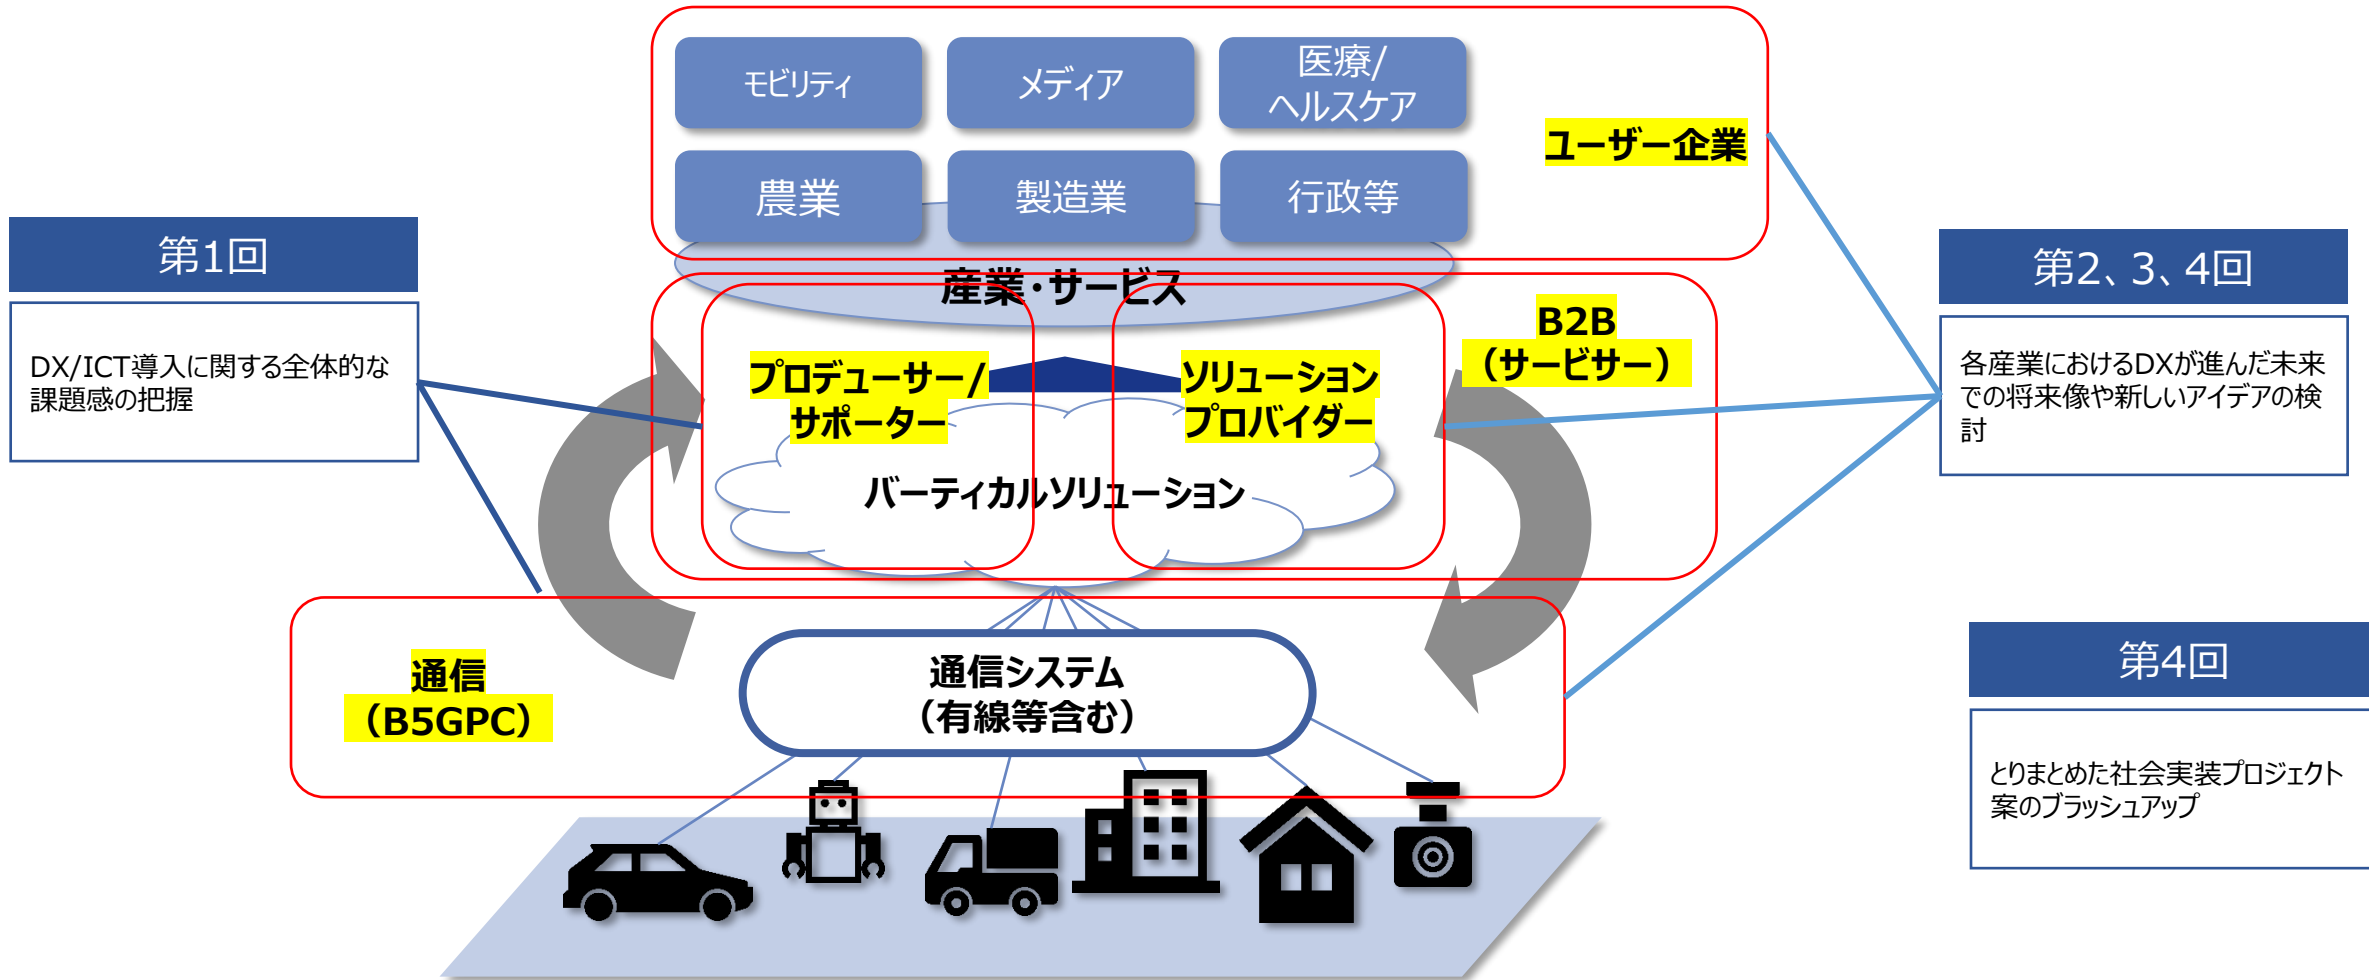 モビリティ
メディア
医療/
ヘルスケア
農業
製造業
行政等
ユーザー企業
産業・サービス
第1回
DX/ICT導入に関する全体的な
課題感の把握
プロデューサー/
サポーター
ソリューション
プロバイダー
B2B
（サービサー）
バーティカルソリューション
第2、3、4回
各産業におけるDXが進んだ未来
での将来像や新しいアイデアの検
討
通信
（B5GPC）
通信システム
（有線等含む）
第4回
とりまとめた社会実装プロジェクト
案のブラッシュアップ